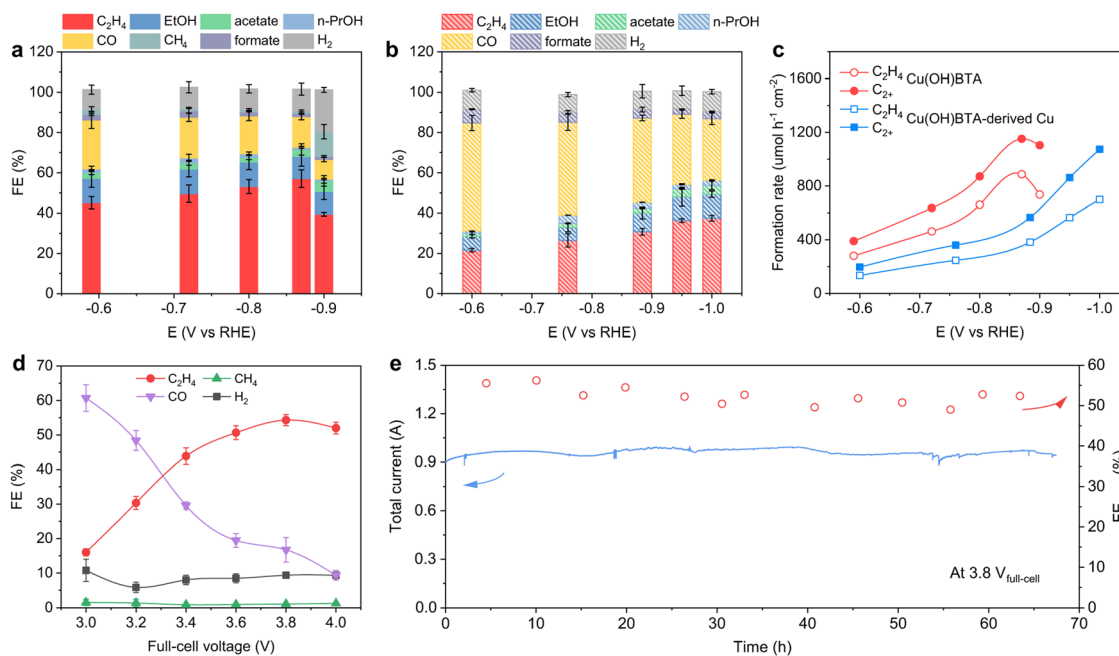 C₂H₄ EtOH acetate n-PrOH
CO CH₄ formate H₂
a
120
100
80
60
40
20
0
FE (%)
-0.6 -0.7 -0.8 -0.9
E (V vs RHE)
C₂H₄ EtOH acetate n-PrOH
CO formate H₂
b
120
100
80
60
40
20
0
FE (%)
-0.6 -0.7 -0.8 -0.9 -1.0
E (V vs RHE)
c
C₂H₄ Cu(OH)BTA
C₂₊
C₂H₄ Cu(OH)BTA-derived Cu
C₂₊
1600
1200
800
400
0
Formation rate (umol h⁻¹ cm⁻²)
-0.6 -0.7 -0.8 -0.9 -1.0
E (V vs RHE)
d
C₂H₄ CH₄
CO H₂
70
60
50
40
30
20
10
0
FE (%)
3.0 3.2 3.4 3.6 3.8 4.0
Full-cell voltage (V)
e
1.5
1.2
0.9
0.6
0.3
0.0
Total current (A)
60
50
40
30
20
10
0
FE (%)
At 3.8 V_full-cell
0 10 20 30 40 50 60 70
Time (h)